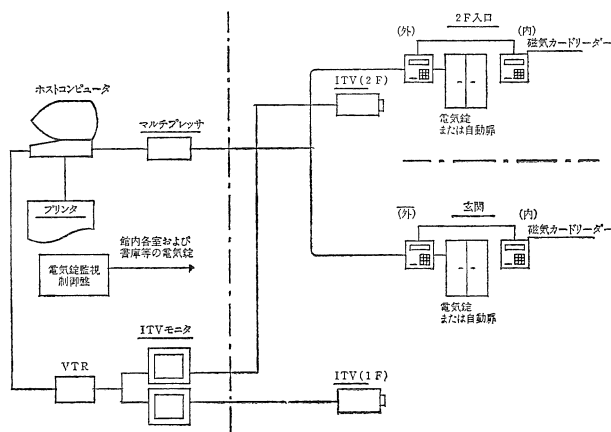 2F入口
(外)
(内)
磁気カードリーダー
ITV(2F)
電気錠
または自動扉
ホストコンピュータ
マルチプレッサ
プリンタ
玄関
(外)
(内)
磁気カードリーダー
電気錠
または自動扉
館内各室および
書庫等の電気錠
電気錠監視
制御盤
ITVモニタ
VTR
ITV(1F)